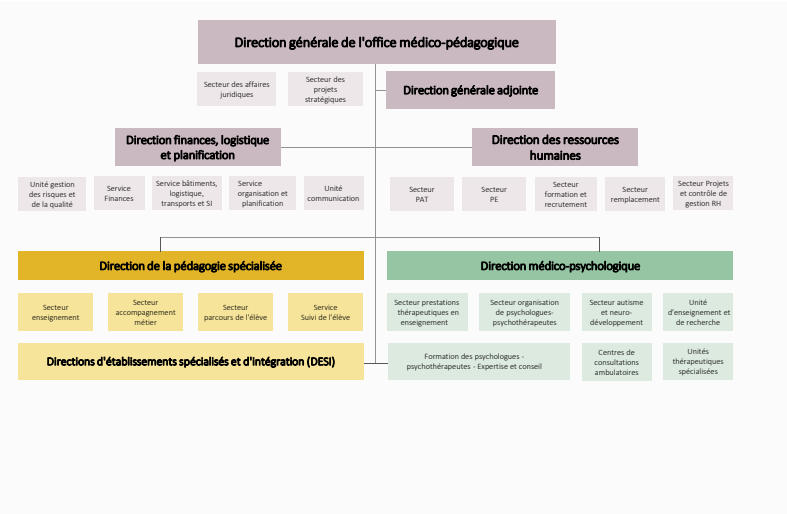 Direction générale de l'office médico-pédagogique
Secteur des affaires
juridiques
Secteur des
projets
stratégiques
Direction générale adjointe
Direction finances, logistique
et planification
Direction des ressources
humaines
Unité gestion
des risques et
de la qualité
Service
Finances
Service bâtiments,
logistique,
transports et SI
Service
organisation et
planification
Unité
communication
Secteur
PAT
Secteur
PE
Secteur
formation et
recrutement
Secteur
remplacement
Secteur Projets
et contrôle de
gestion RH
Direction de la pédagogie spécialisée
Direction médico-psychologique
Secteur
enseignement
Secteur
accompagnement
métier
Secteur
parcours de l'élève
Service
Suivi de l'élève
Secteur prestations
thérapeutiques en
enseignement
Secteur organisation
de psychologues-
psychothérapeutes
Secteur autisme
et neuro-
développement
Unité
d'enseignement et
de recherche
Directions d'établissements spécialisés et d'intégration (DESI)
Formation des psychologues -
psychothérapeutes - Expertise et conseil
Centres de
consultations
ambulatoires
Unités
thérapeutiques
spécialisées